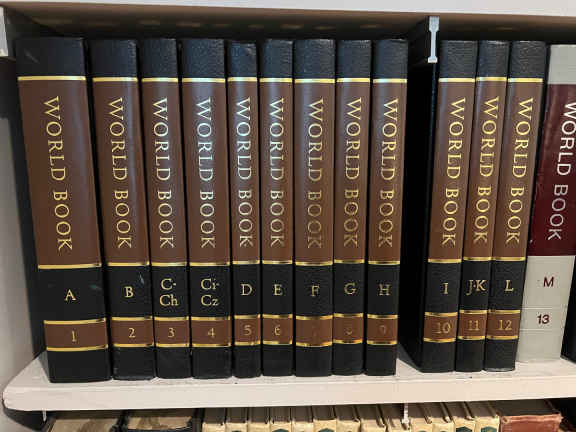 WORLD BOOK
A
1
WORLD BOOK
B
2
WORLD BOOK
C-
Ch
3
WORLD BOOK
Ci-
Cz
4
WORLD BOOK
D
5
WORLD BOOK
E
6
WORLD BOOK
F
7
WORLD BOOK
G
8
WORLD BOOK
H
9
WORLD BOOK
I
10
WORLD BOOK
J-K
11
WORLD BOOK
L
12
WORLD BOOK
M
13